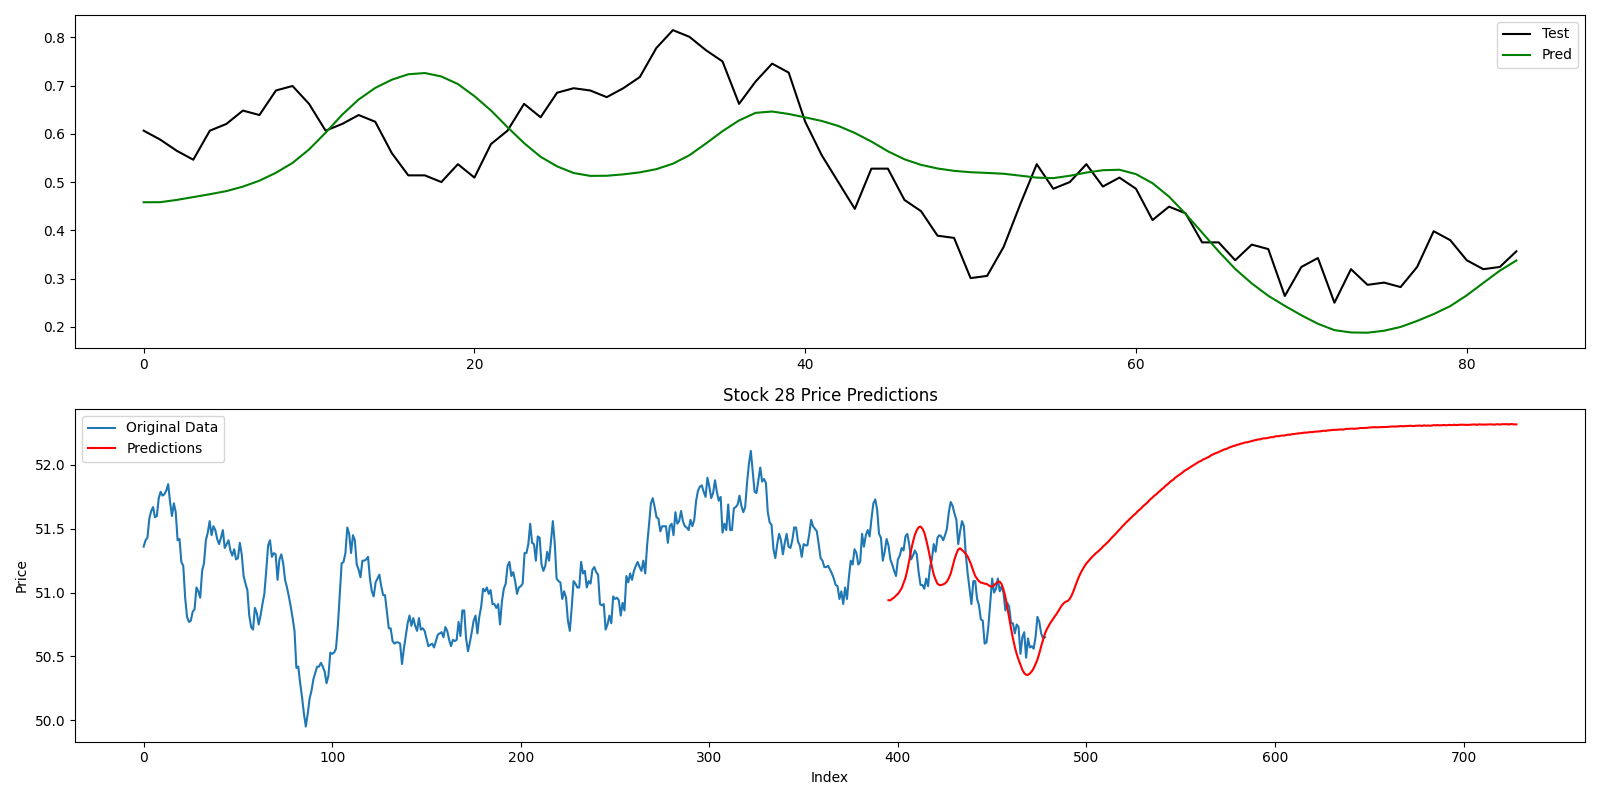 0.8
0.7
0.6
0.5
0.4
0.3
0.2
Test
Pred
0 20 40 60 80
Stock 28 Price Predictions
Original Data
Predictions
Price
52.0
51.5
51.0
50.5
50.0
0 100 200 300 400 500 600 700
Index